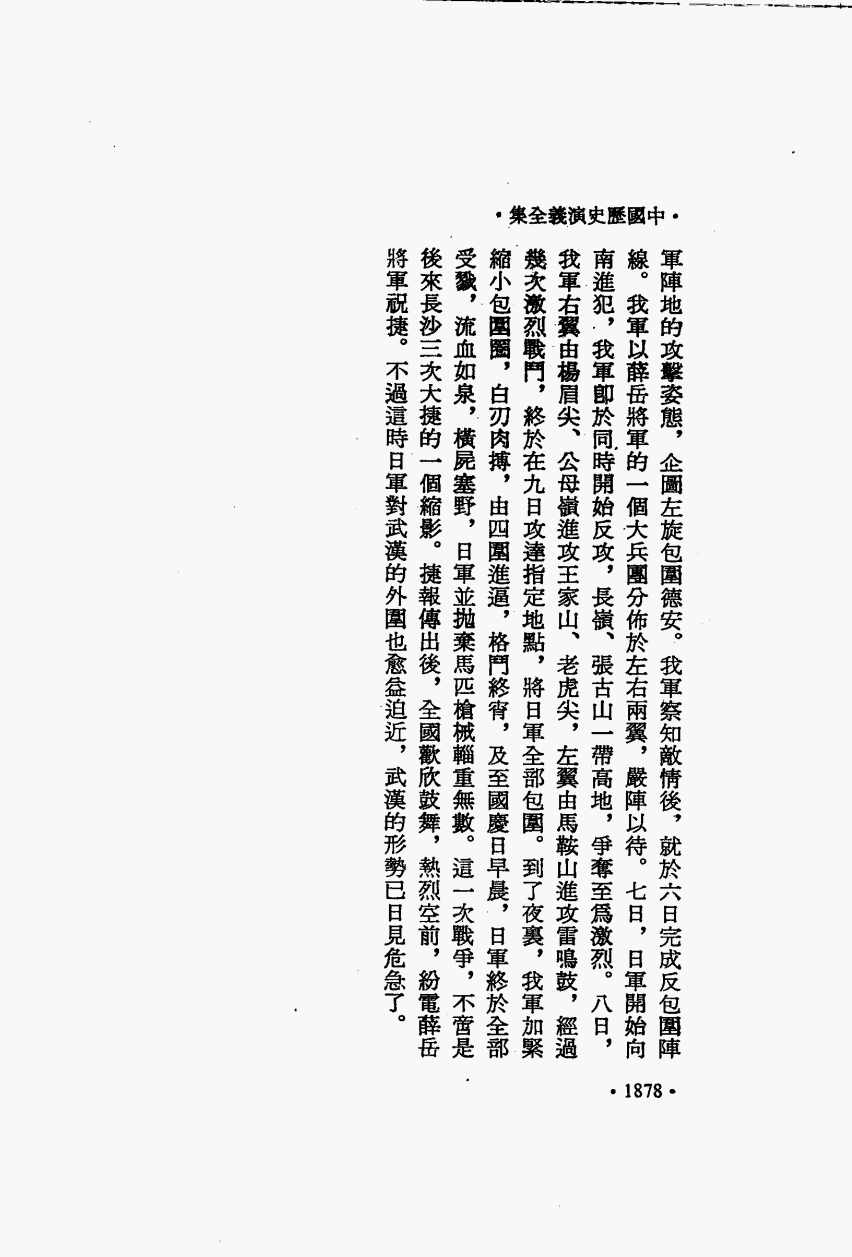 •中國歷史演義全集•
軍陣地的攻擊姿態，企圖左旋包圍德安。我軍察知敵情後，就於六日完成反包圍陣
線。我軍以薛岳將軍的一個大兵團分佈於左右兩翼，嚴陣以待。七日，日軍開始向
南進犯，我軍卽於同時開始反攻，長嶺、張古山一帶高地，爭奪至爲激烈。八日，
我軍右翼由楊眉尖、公母嶺進攻王家山、老虎尖，左翼由馬鞍山進攻雷鳴鼓，經過
幾次激烈戰鬥，終於在九日攻達指定地點，將日軍全部包圍。到了夜裏，我軍加緊
縮小包圍圈，白刃肉搏，由四圍進逼，格鬥終宵，及至國慶日早晨，日軍終於全部
受戮，流血如泉，橫屍塞野，日軍並拋棄馬匹槍械輜重無數。這一次戰爭，不啻是
後來長沙三次大捷的一個縮影。捷報傳出後，全國歡欣鼓舞，熱烈空前，紛電薛岳
將軍祝捷。不過這時日軍對武漢的外圍也愈益迫近，武漢的形勢已日見危急了。
•1878•